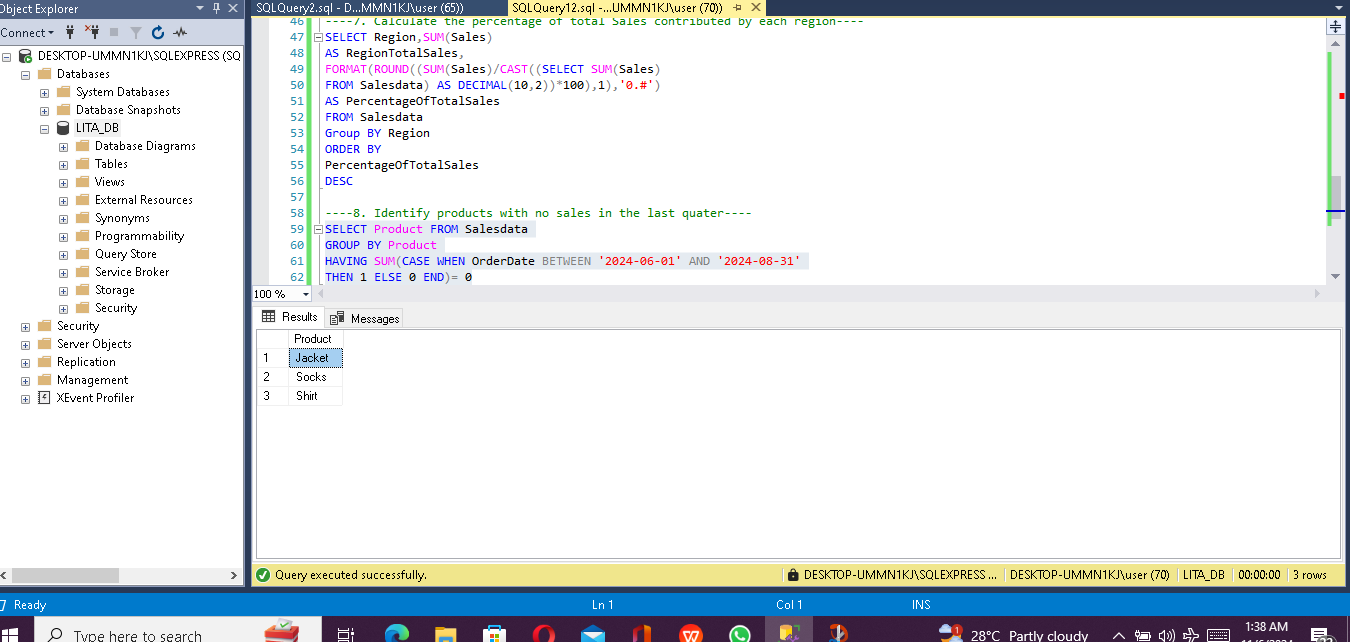 Object Explorer
SQLQuery2.sql - D...MMN1KJ\user (65))
SQLQuery12.sql -...UMMN1KJ\user (70))
Connect
DESKTOP-UMMN1KJ\SQLEXPRESS (SQ
Databases
System Databases
Database Snapshots
LITA_DB
Database Diagrams
Tables
Views
External Resources
Synonyms
Programmability
Query Store
Service Broker
Storage
Security
Security
Server Objects
Replication
Management
XEvent Profiler
46 ----7. Calculate the percentage of total Sales contributed by each region----
47 SELECT Region,SUM(Sales)
48 AS RegionTotalSales,
49 FORMAT(ROUND((SUM(Sales)/CAST((SELECT SUM(Sales)
50 FROM Salesdata) AS DECIMAL(10,2))*100),1),'0.#')
51 AS PercentageOfTotalSales
52 FROM Salesdata
53 Group BY Region
54 ORDER BY
55 PercentageOfTotalSales
56 DESC
57
58 ----8. Identify products with no sales in the last quater----
59 SELECT Product FROM Salesdata
60 GROUP BY Product
61 HAVING SUM(CASE WHEN OrderDate BETWEEN '2024-06-01' AND '2024-08-31'
62 THEN 1 ELSE 0 END)= 0
100 %
Results
Messages
Product
1 Jacket
2 Socks
3 Shirt
Query executed successfully.
DESKTOP-UMMN1KJ\SQLEXPRESS ...
DESKTOP-UMMN1KJ\user (70)
LITA_DB
00:00:00
3 rows
Ready
Ln 1
Col 1
INS
Type here to search
28°C Partly cloudy
1:38 AM